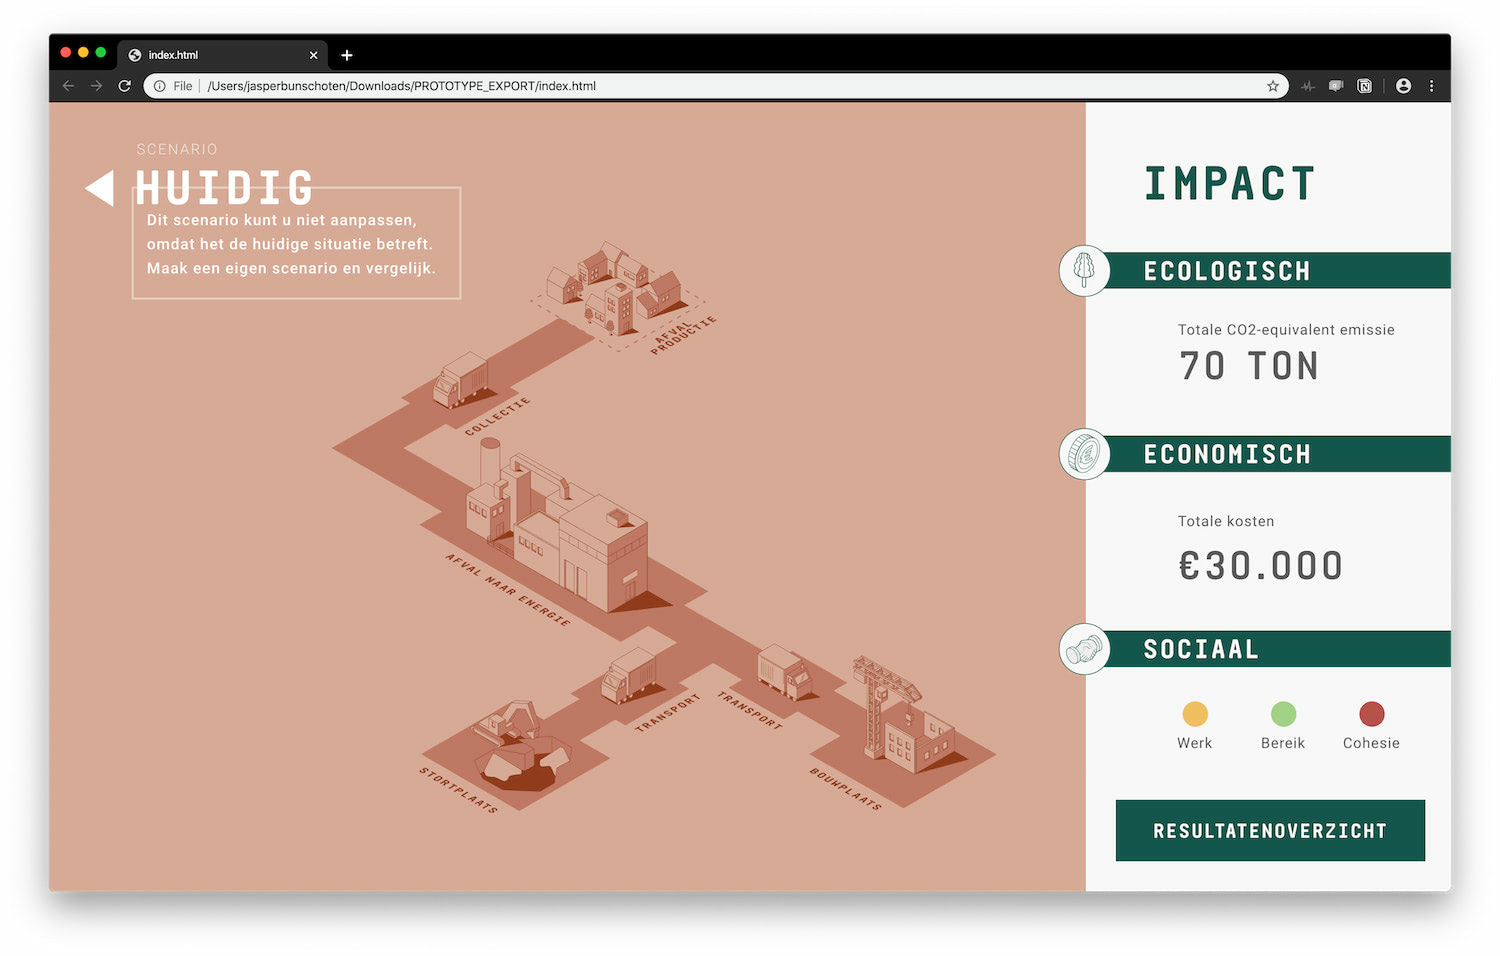 index.html
File
/Users/jasperbunschoten/Downloads/PROTOTYPE_EXPORT/index.html
SCENARIO
HUIDIG
Dit scenario kunt u niet aanpassen,
omdat het de huidige situatie betreft.
Maak een eigen scenario en vergelijk.
AFVAL
PRODUCTIE
COLLECTIE
AFVAL NAAR ENERGIE
TRANSPORT
TRANSPORT
STORTPLAATS
BOUWPLAATS
IMPACT
ECOLOGISCH
Totale CO2-equivalent emissie
70 TON
ECONOMISCH
Totale kosten
€30.000
SOCIAAL
Werk
Bereik
Cohesie
RESULTATENOVERZICHT